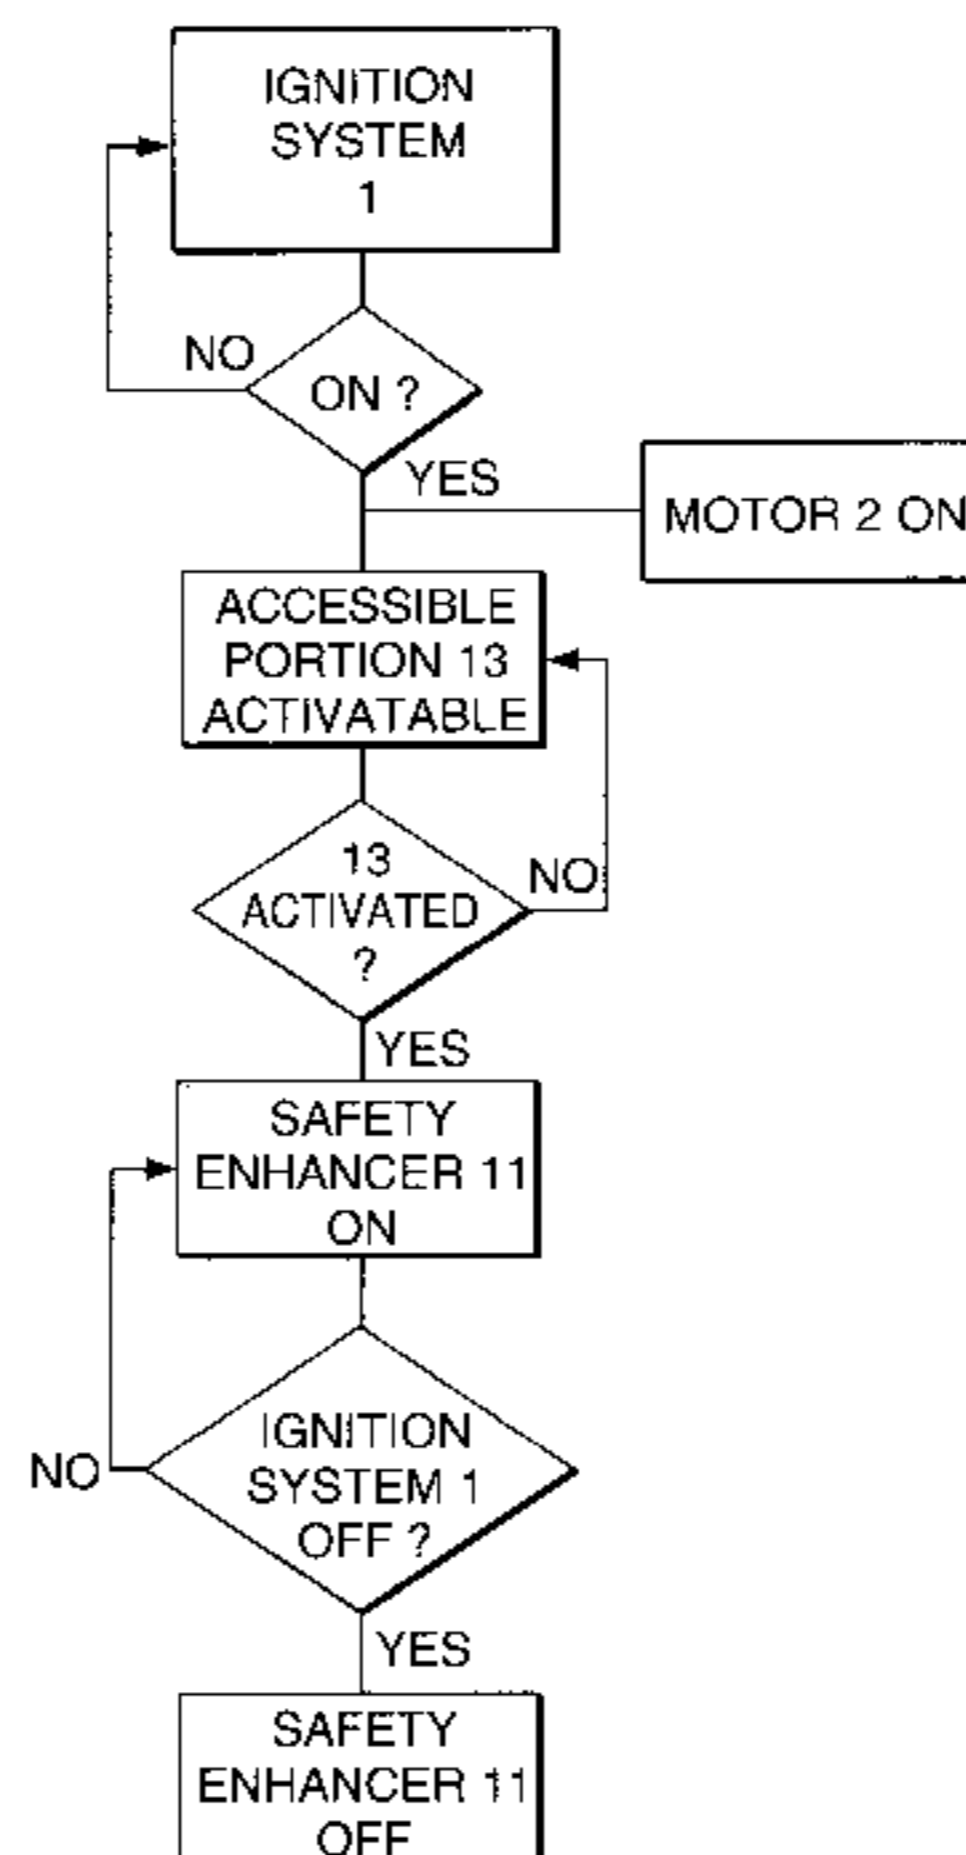 IGNITION
SYSTEM
1
NO
ON ?
YES
MOTOR 2 ON
ACCESSIBLE
PORTION 13
ACTIVATABLE
13
ACTIVATED
?
NO
YES
SAFETY
ENHANCER 11
ON
IGNITION
SYSTEM 1
OFF ?
NO
YES
SAFETY
ENHANCER 11
OFF